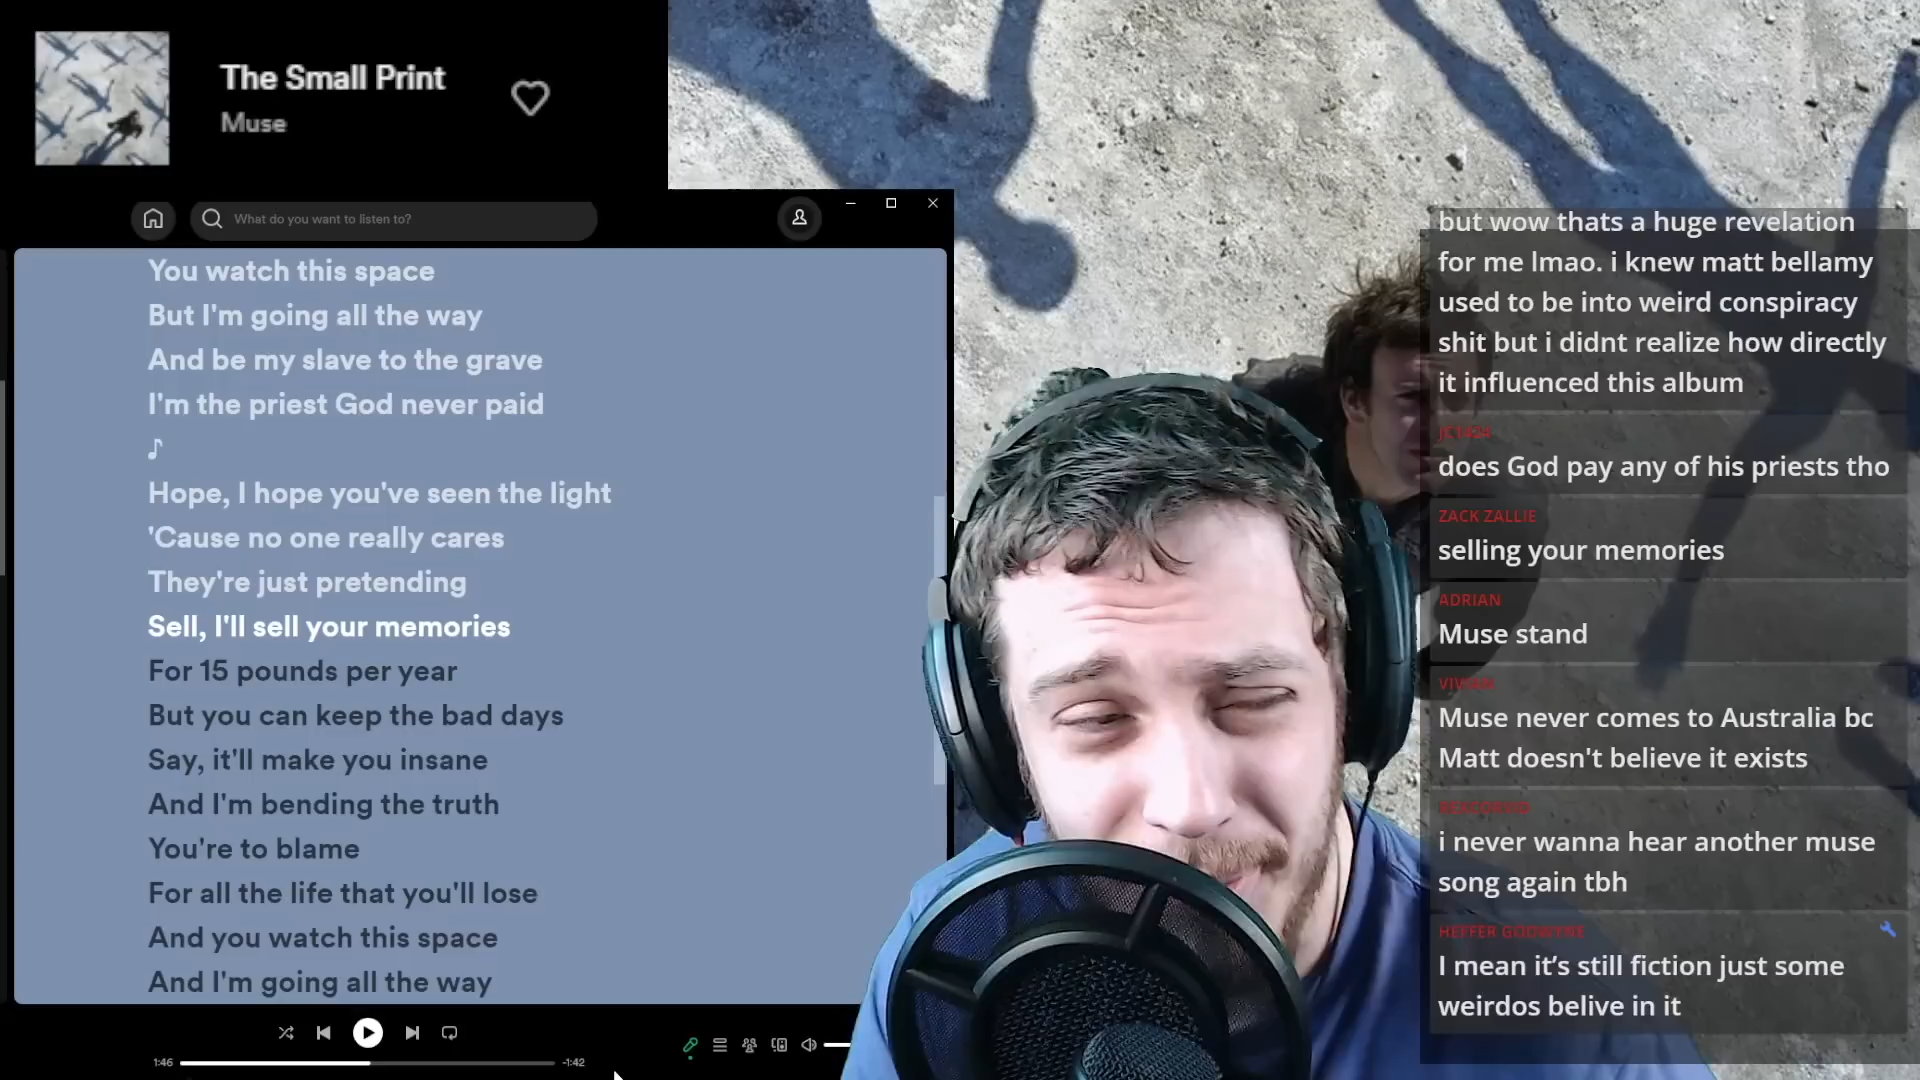 The Small Print
Muse
What do you want to listen to?
You watch this space
But I'm going all the way
And be my slave to the grave
I'm the priest God never paid
♪
Hope, I hope you've seen the light
'Cause no one really cares
They're just pretending
Sell, I'll sell your memories
For 15 pounds per year
But you can keep the bad days
Say, it'll make you insane
And I'm bending the truth
You're to blame
For all the life that you'll lose
And you watch this space
And I'm going all the way
1:46
-1:42
but wow thats a huge revelation
for me lmao. i knew matt bellamy
used to be into weird conspiracy
shit but i didnt realize how directly
it influenced this album
does God pay any of his priests tho
ZACK ZALLIE
selling your memories
ADRIAN
Muse stand
VIVIAN
Muse never comes to Australia bc
Matt doesn't believe it exists
i never wanna hear another muse
song again tbh
HEFFER GODWYNE
I mean it’s still fiction just some
weirdos belive in it